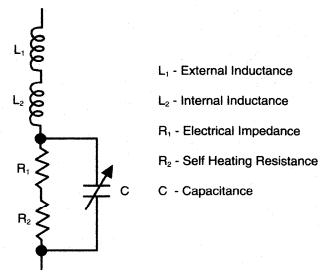 L₁
L₂
R₁
R₂
C
L₁ - External Inductance
L₂ - Internal Inductance
R₁ - Electrical Impedance
R₂ - Self Heating Resistance
C - Capacitance